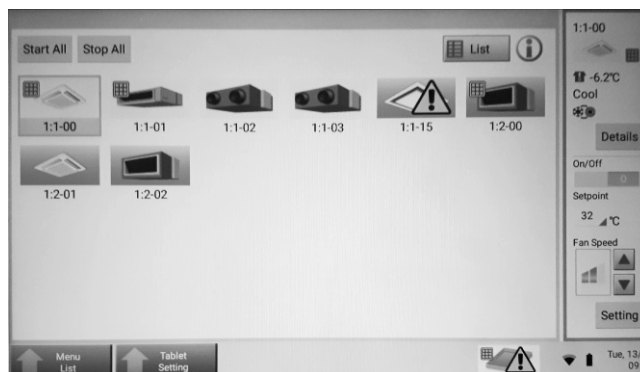 Start All Stop All
List
1:1-00
1:1-01
1:1-02
1:1-03
1:1-15
1:2-00
1:2-01
1:2-02
1:1-00
-6.2°C
Cool
Details
On/Off
0
Setpoint
32 °C
Fan Speed
Setting
Menu
List
Tablet
Setting
Tue, 13/
09